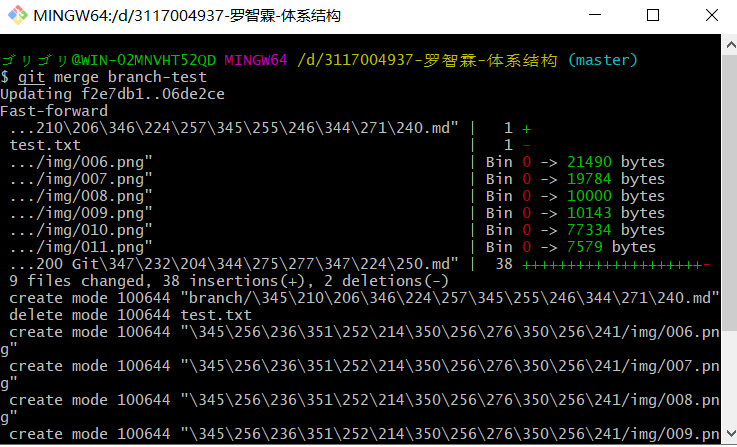 MINGW64:/d/3117004937-罗智霖-体系结构
ゴリゴリ@WIN-02MNVHT52QD MINGW64 /d/3117004937-罗智霖-体系结构 (master)
$ git merge branch-test
Updating f2e7db1..06de2ce
Fast-forward
...210\206\346\224\257\345\255\246\344\271\240.md" | 1 +
test.txt | 1 -
.../img/006.png" | Bin 0 -> 21490 bytes
.../img/007.png" | Bin 0 -> 19784 bytes
.../img/008.png" | Bin 0 -> 10000 bytes
.../img/009.png" | Bin 0 -> 10143 bytes
.../img/010.png" | Bin 0 -> 77334 bytes
.../img/011.png" | Bin 0 -> 7579 bytes
...200 Git\347\232\204\344\275\277\347\224\250.md" | 38 +++++++++++++++++++++-
9 files changed, 38 insertions(+), 2 deletions(-)
create mode 100644 "branch/\345\210\206\346\224\257\345\255\246\344\271\240.md"
delete mode 100644 test.txt
create mode 100644 "\345\256\236\351\252\214\350\256\276\350\256\241/img/006.pn
g"
create mode 100644 "\345\256\236\351\252\214\350\256\276\350\256\241/img/007.pn
g"
create mode 100644 "\345\256\236\351\252\214\350\256\276\350\256\241/img/008.pn
g"
create mode 100644 "\345\256\236\351\252\214\350\256\276\350\256\241/img/009.pn